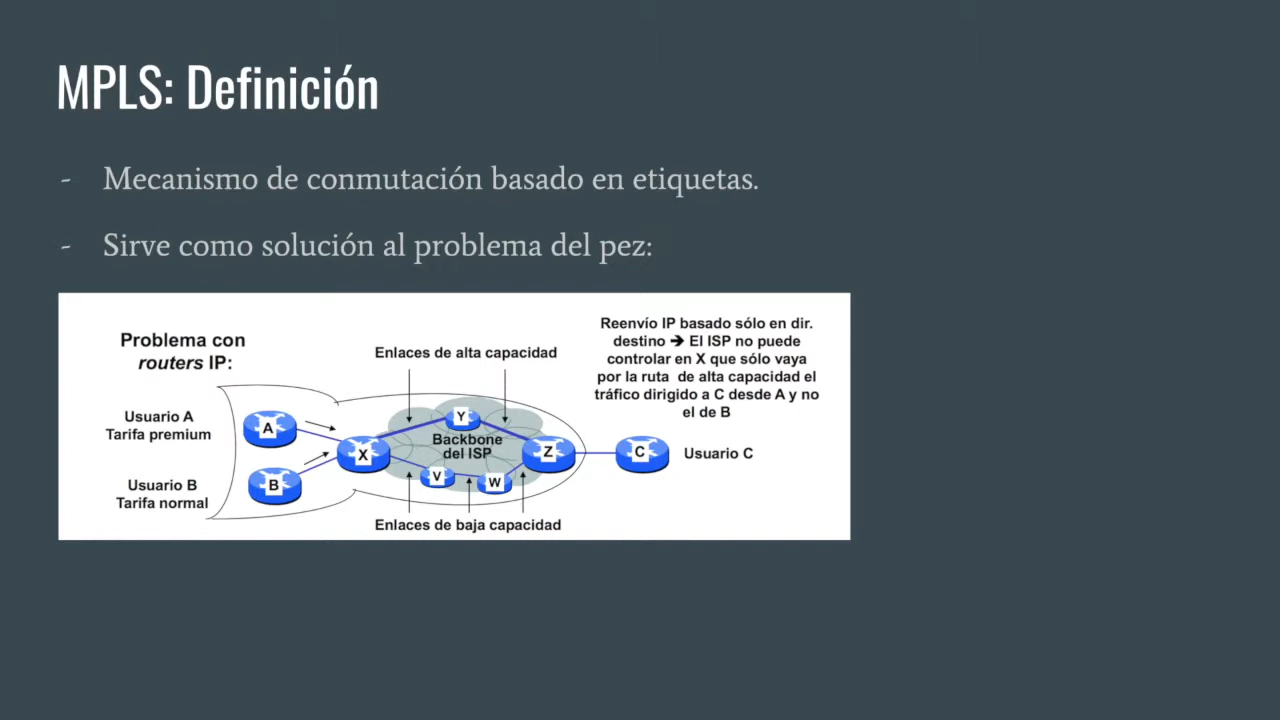 MPLS: Definición
- Mecanismo de conmutación basado en etiquetas.
- Sirve como solución al problema del pez:
Problema con
routers IP:
Enlaces de alta capacidad
Reenvío IP basado sólo en dir.
destino ➔ El ISP no puede
controlar en X que sólo vaya
por la ruta de alta capacidad el
tráfico dirigido a C desde A y no
el de B
Usuario A
Tarifa premium
A
Usuario B
Tarifa normal
B
X
Y
Backbone
del ISP
V
W
Z
C
Usuario C
Enlaces de baja capacidad